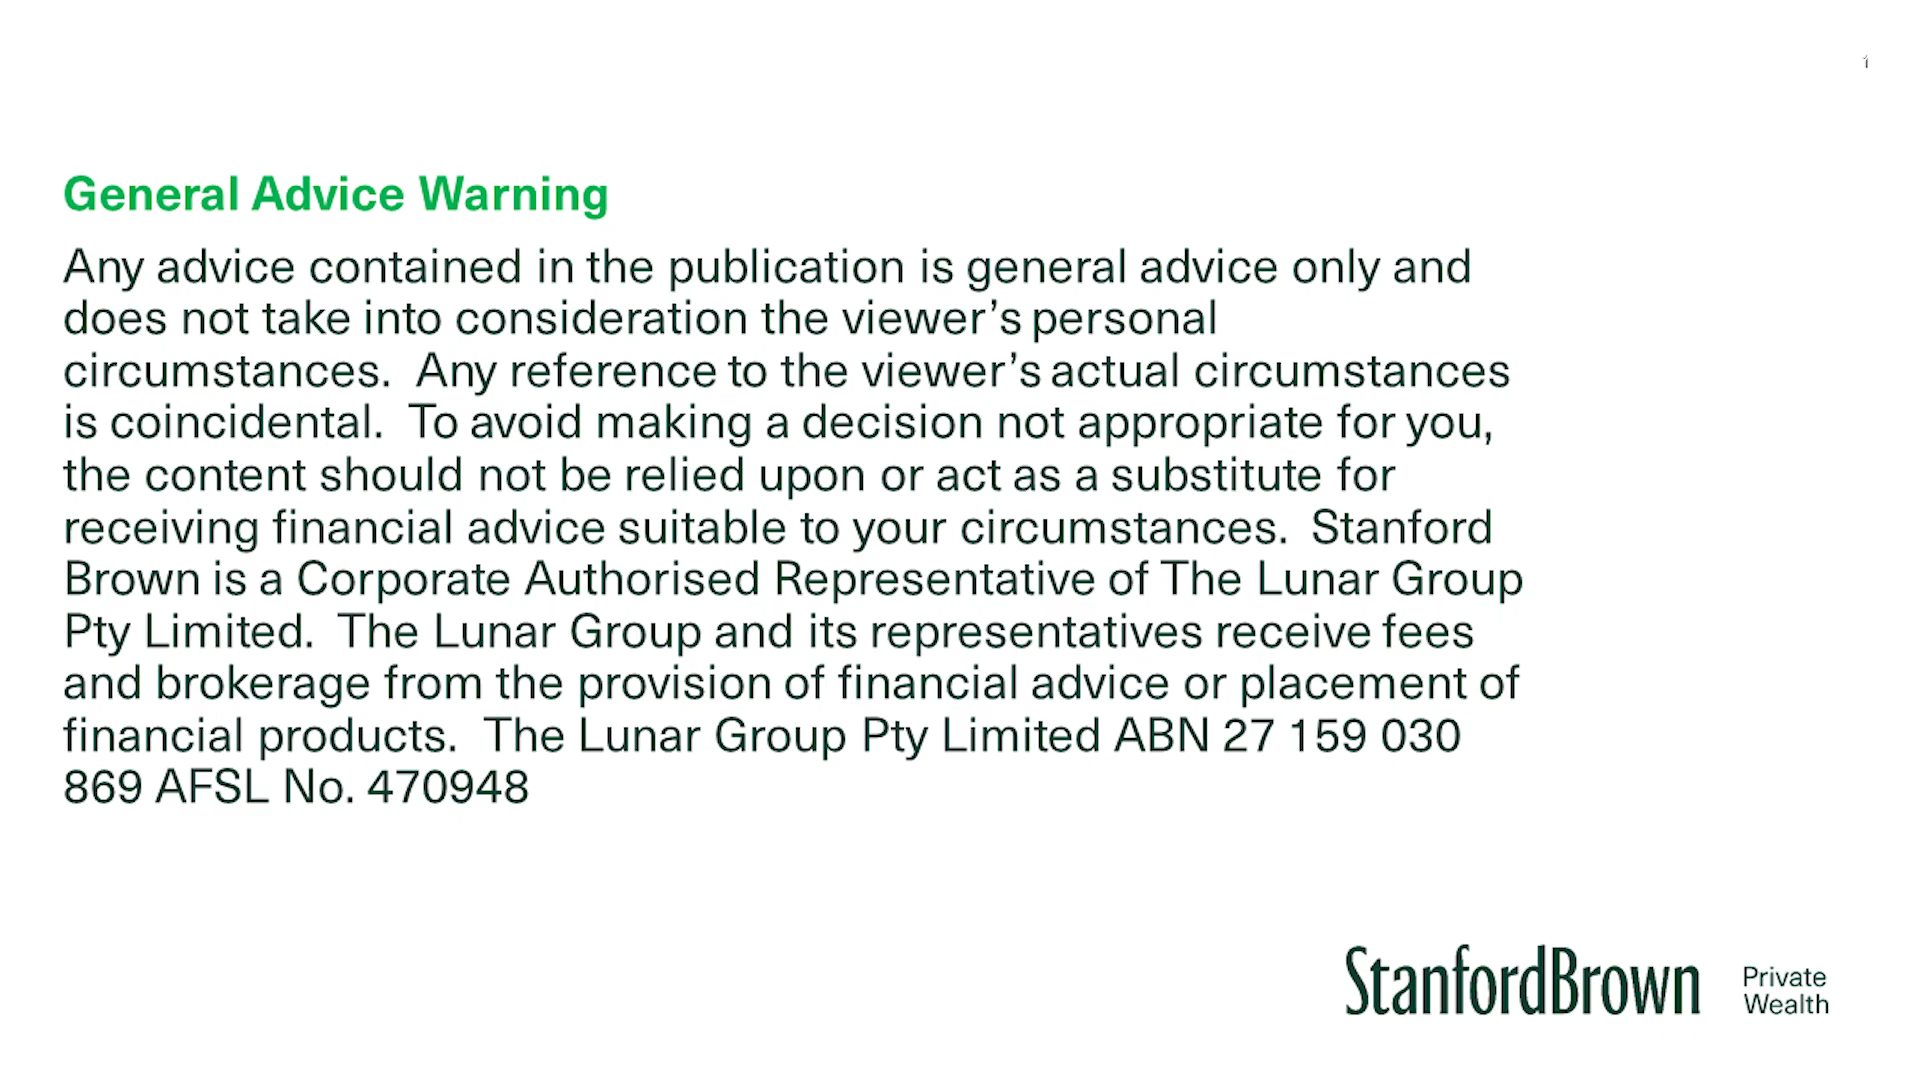 1
General Advice Warning
Any advice contained in the publication is general advice only and
does not take into consideration the viewer’s personal
circumstances.  Any reference to the viewer’s actual circumstances
is coincidental.  To avoid making a decision not appropriate for you,
the content should not be relied upon or act as a substitute for
receiving financial advice suitable to your circumstances.  Stanford
Brown is a Corporate Authorised Representative of The Lunar Group
Pty Limited.  The Lunar Group and its representatives receive fees
and brokerage from the provision of financial advice or placement of
financial products.  The Lunar Group Pty Limited ABN 27 159 030
869 AFSL No. 470948
StanfordBrown
Private
Wealth